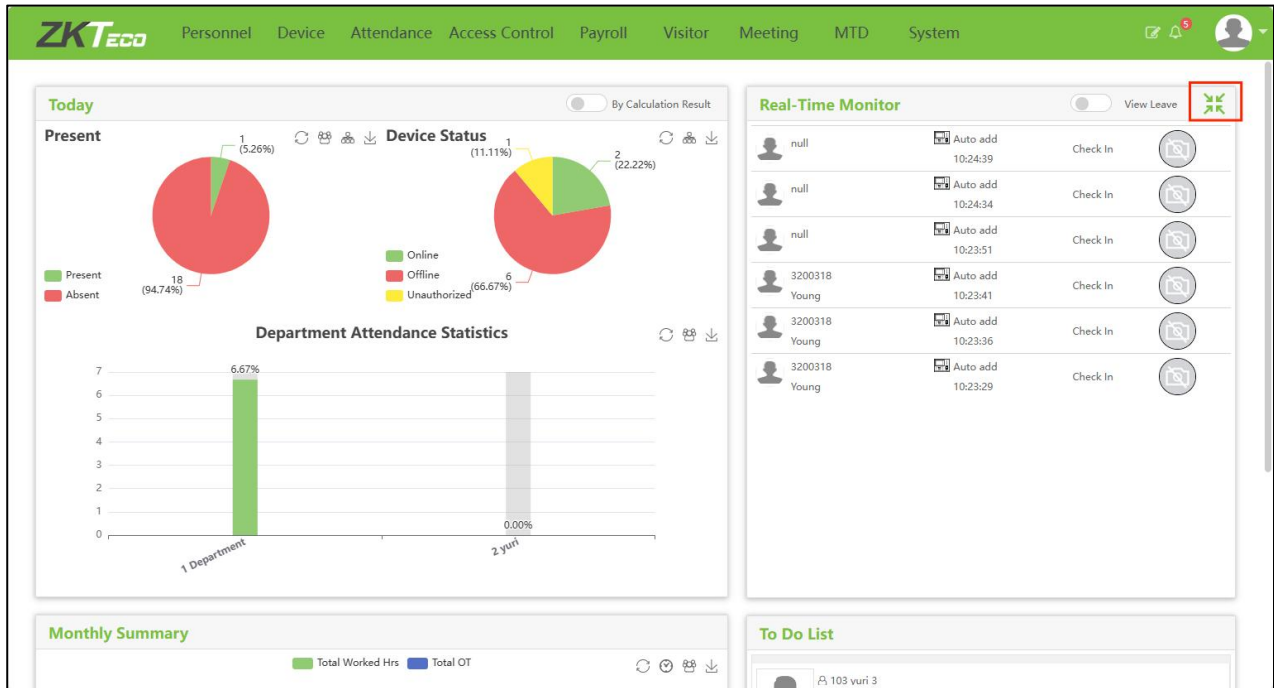 ZKTECO Personnel Device Attendance Access Control Payroll Visitor Meeting MTD System 5
Today By Calculation Result
Present
1
(5.26%)
18
(94.74%)
Present
Absent
Device Status
1
(11.11%)
2
(22.22%)
6
(66.67%)
Online
Offline
Unauthorized
Department Attendance Statistics
7
6
5
4
3
2
1
0
6.67%
0.00%
1 Department
2 yuri
Real-Time Monitor View Leave
null Auto add Check In
10:24:39
null Auto add Check In
10:24:34
null Auto add Check In
10:23:51
3200318 Auto add Check In
Young 10:23:41
3200318 Auto add Check In
Young 10:23:36
3200318 Auto add Check In
Young 10:23:29
Monthly Summary
Total Worked Hrs Total OT
To Do List
103 yuri 3